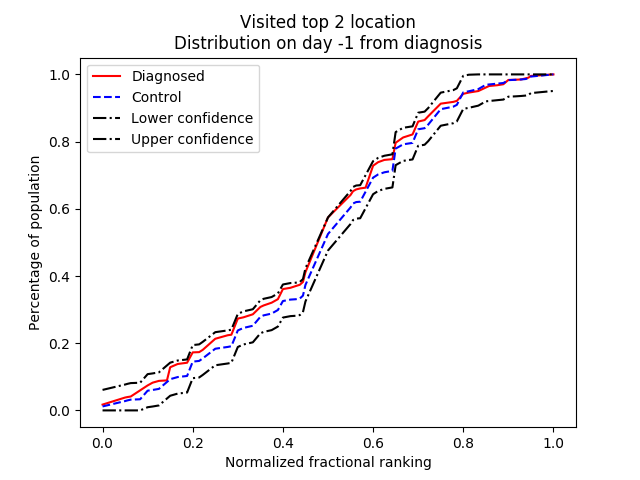 Visited top 2 location
Distribution on day -1 from diagnosis
Diagnosed
Control
Lower confidence
Upper confidence
Percentage of population
1.0
0.8
0.6
0.4
0.2
0.0
0.0 0.2 0.4 0.6 0.8 1.0
Normalized fractional ranking